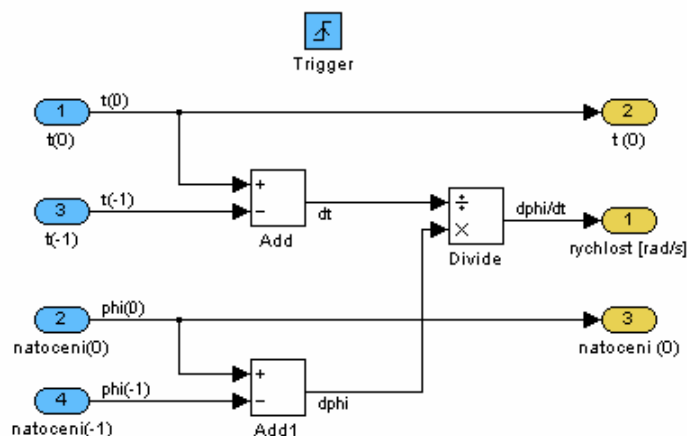 Trigger
1
t(0)
t(0)
2
t (0)
3
t(-1)
t(-1)
+
−
Add
dt
÷
×
Divide
dphi/dt
1
rychlost [rad/s]
2
phi(0)
natoceni(0)
3
natoceni (0)
4
phi(-1)
natoceni(-1)
+
−
Add1
dphi